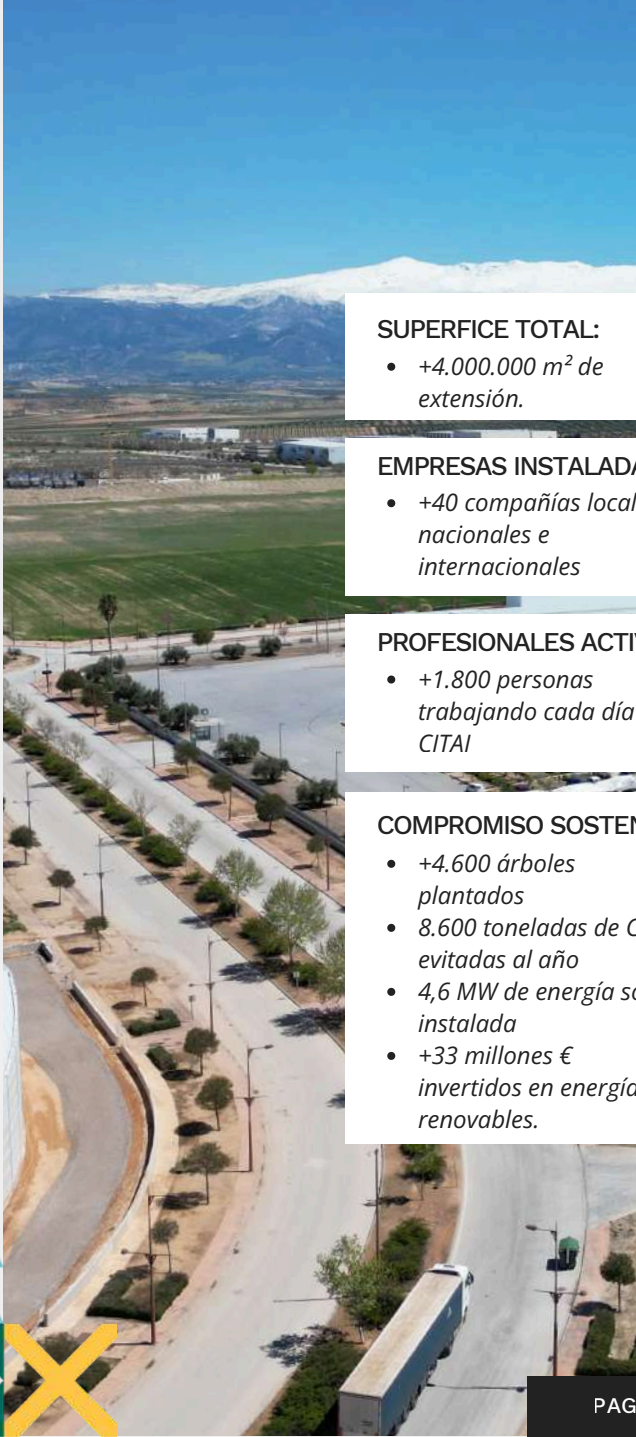 SUPERFICE TOTAL:
• +4.000.000 m² de
extensión.
EMPRESAS INSTALADA
• +40 compañías local
nacionales e
internacionales
PROFESIONALES ACTIV
• +1.800 personas
trabajando cada día
CITAI
COMPROMISO SOSTEN
• +4.600 árboles
plantados
• 8.600 toneladas de C
evitadas al año
• 4,6 MW de energía so
instalada
• +33 millones €
invertidos en energía
renovables.
PAG